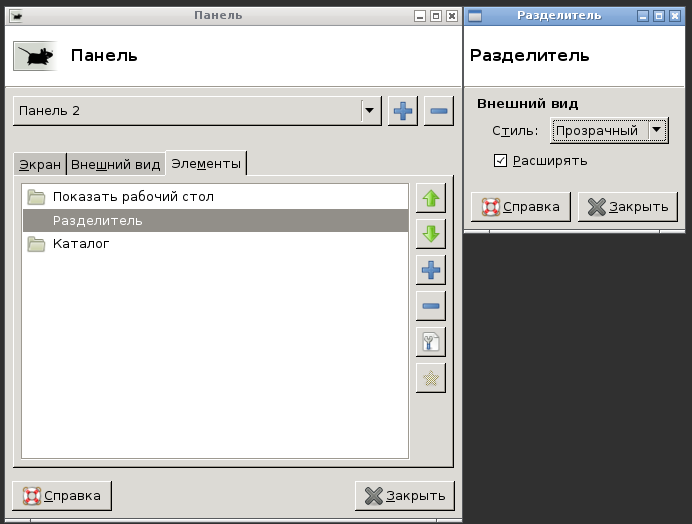 Панель
Панель
Панель 2
Экран
Внешний вид
Элементы
Показать рабочий стол
Разделитель
Каталог
Справка
Закрыть
Разделитель
Разделитель
Внешний вид
Стиль:
Прозрачный
Расширять
Справка
Закрыть